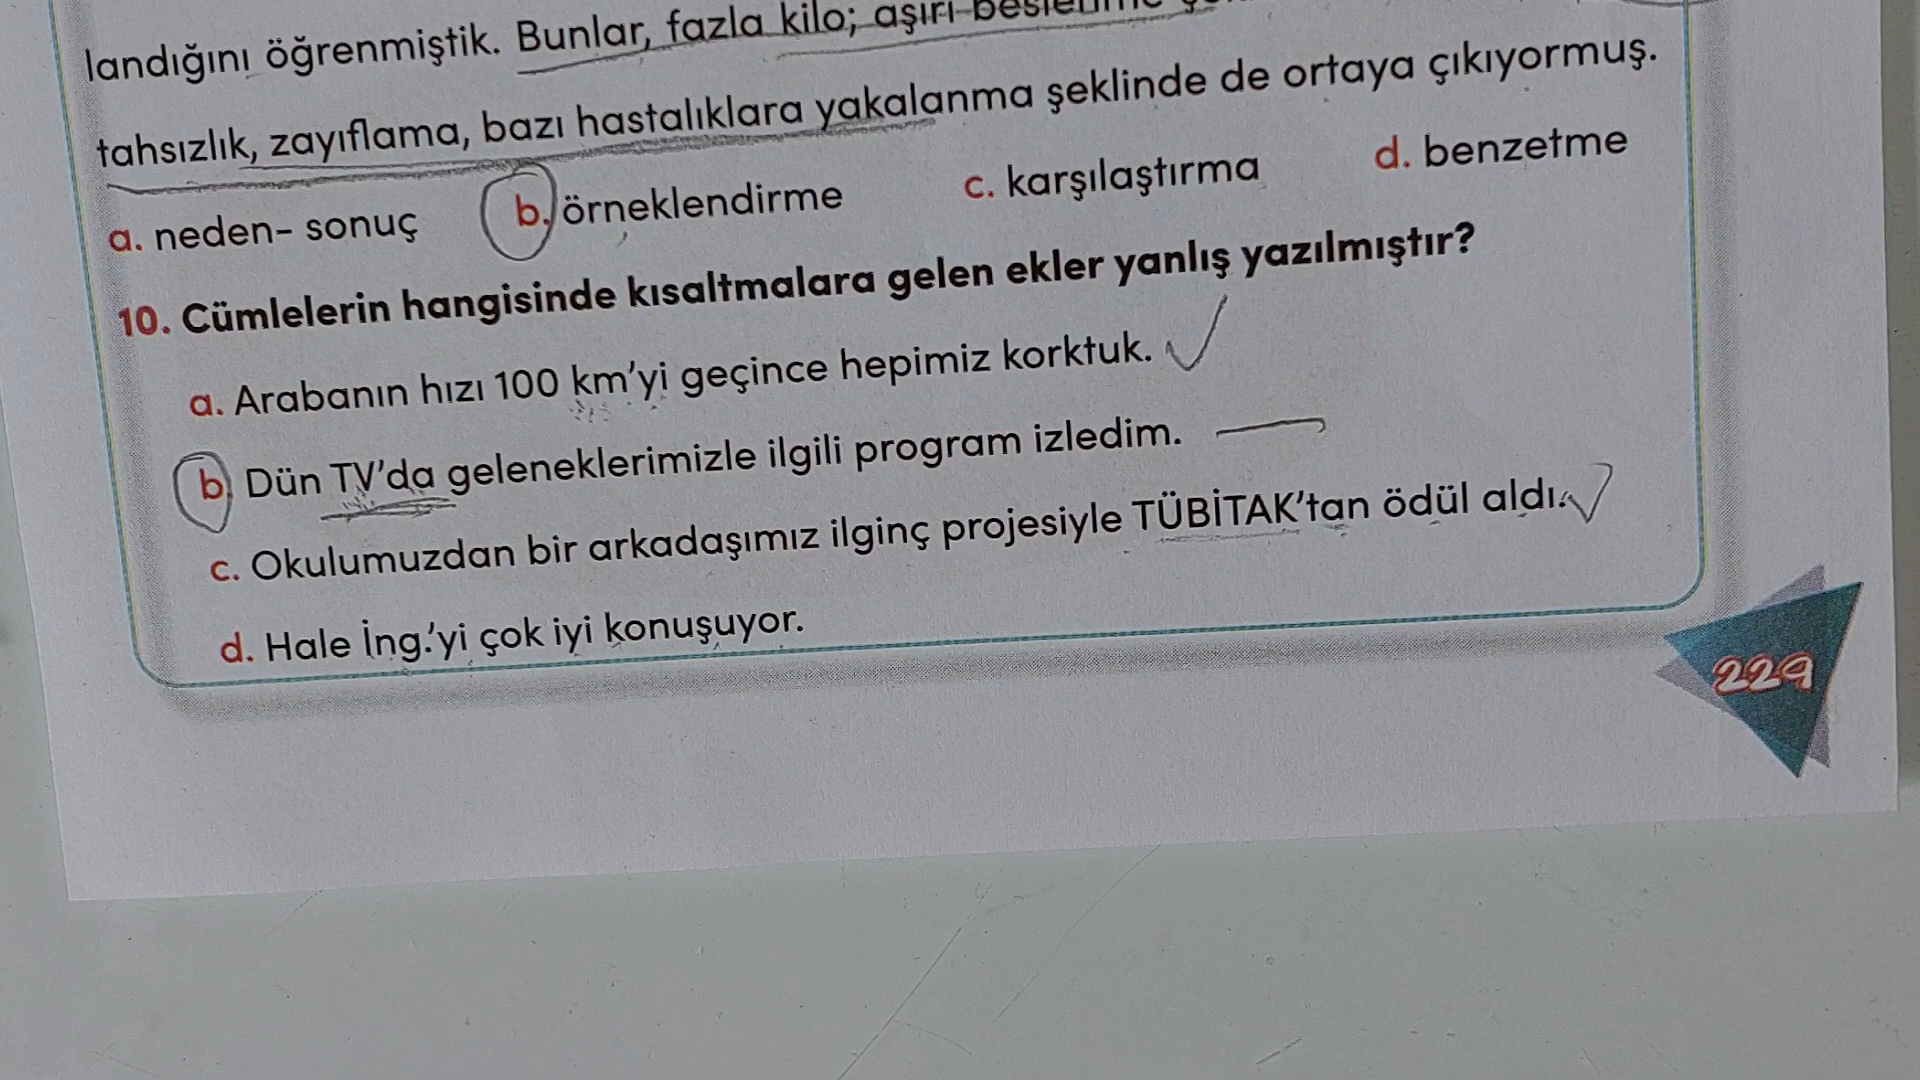 landığını öğrenmiştik. Bunlar, fazla kilo; aşırı
tahsızlık, zayıflama, bazı hastalıklara yakalanma şeklinde de ortaya çıkıyormuş.
a. neden- sonuç b. örneklendirme c. karşılaştırma d. benzetme
10. Cümlelerin hangisinde kısaltmalara gelen ekler yanlış yazılmıştır?
a. Arabanın hızı 100 km'yi geçince hepimiz korktuk.
b. Dün TV'da geleneklerimizle ilgili program izledim.
c. Okulumuzdan bir arkadaşımız ilginç projesiyle TÜBİTAK'tan ödül aldı.
d. Hale İng.'yi çok iyi konuşuyor.
229